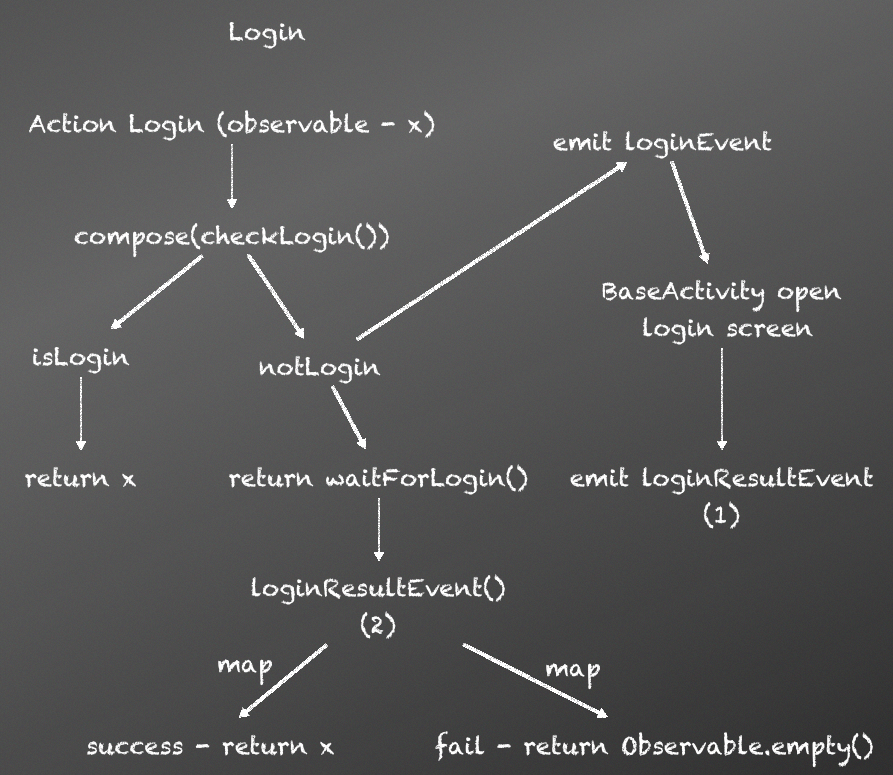 Login
Action Login (observable - x)
emit loginEvent
compose(checkLogin())
BaseActivity open
login screen
isLogin
notLogin
return x
return waitForLogin()
emit loginResultEvent
(1)
loginResultEvent()
(2)
map
map
success - return x
fail - return Observable.empty()